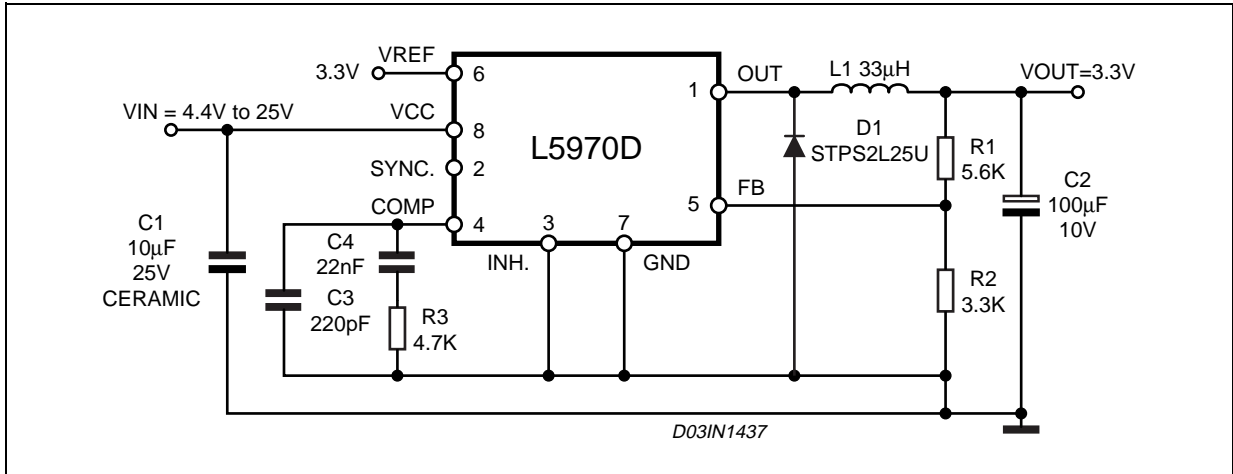 VREF
3.3V
6
VIN = 4.4V to 25V
VCC
8
SYNC.
2
COMP
4
L5970D
3
INH.
7
GND
1
OUT
5
FB
L1 33µH
VOUT=3.3V
D1
STPS2L25U
R1
5.6K
C2
100µF
10V
R2
3.3K
C1
10µF
25V
CERAMIC
C4
22nF
C3
220pF
R3
4.7K
D03IN1437